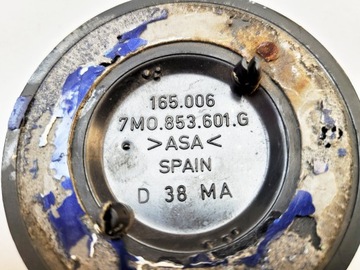 165.006
7M0.853.601.G
>ASA<
SPAIN
D 38 MA